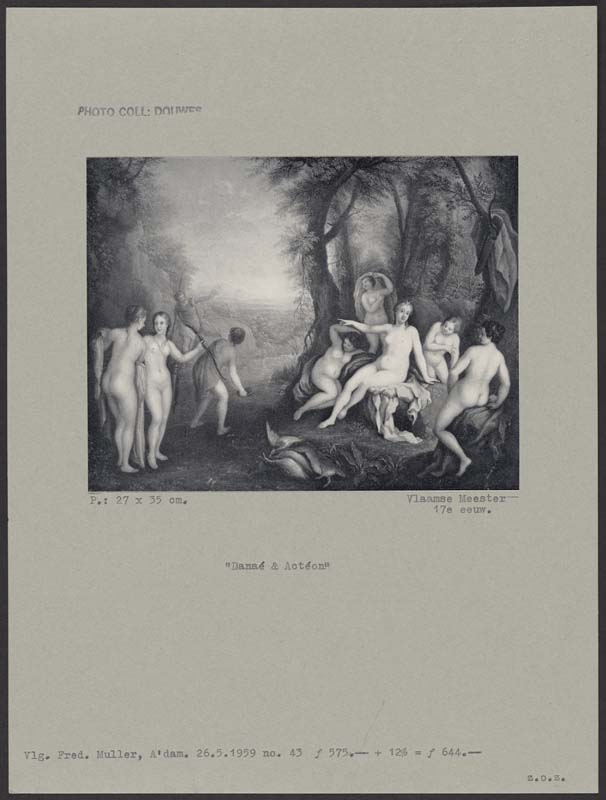 PHOTO COLL: DOUWES
P.: 27 x 35 cm.
Vlaamse Meester
17e eeuw.
"Danaé & Actéon"
Vlg. Fred. Muller, A'dam. 26.5.1959 no. 43 ƒ 575.— + 12% = ƒ 644.—
z.o.z.